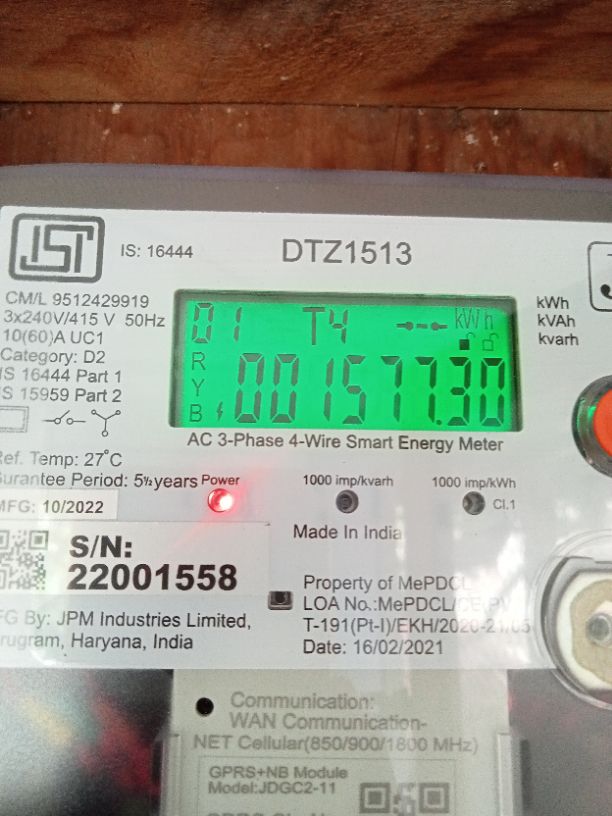 ISI
IS: 16444
DTZ1513
CM/L 9512429919
3x240V/415 V 50Hz
10(60)A UC1
Category: D2
IS 16444 Part 1
IS 15959 Part 2
01 T4 kWh
R
Y
B
001577.30
kWh
kVAh
kvarh
AC 3-Phase 4-Wire Smart Energy Meter
Ref. Temp: 27°C
Gurantee Period: 5½years
Power
1000 imp/kvarh
1000 imp/kWh
Cl.1
MFG: 10/2022
Made In India
S/N:
22001558
Property of MePDCL
LOA No.:MePDCL/CE
T-191(Pt-I)/EKH/2020-21/05
Date: 16/02/2021
MFG By: JPM Industries Limited,
Gurugram, Haryana, India
Communication:
WAN Communication-
NET Cellular(850/900/1800 MHz)
GPRS+NB Module
Model:JDGC2-11